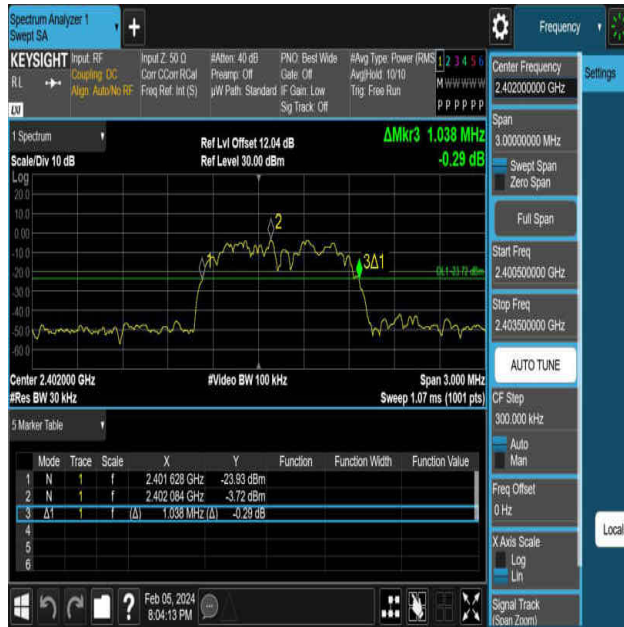 Spectrum Analyzer 1
Swept SA
Frequency
KEYSIGHT
RL
Input: RF
Coupling: DC
Align: Auto/No RF
Input Z: 50 Ω
Corr CCorr RCal
Freq Ref: Int (S)
#Atten: 40 dB
Preamp: Off
µW Path: Standard
PNO: Best Wide
Gate: Off
IF Gain: Low
Sig Track: Off
#Avg Type: Power (RMS
Avg|Hold: 10/10
Trig: Free Run
1 2 3 4 5 6
M W W W W W
P P P P P P
1 Spectrum
Scale/Div 10 dB
Ref Lvl Offset 12.04 dB
Ref Level 30.00 dBm
ΔMkr3 1.038 MHz
-0.29 dB
Log
20.0
10.0
0.00
-10.0
-20.0
-30.0
-40.0
-50.0
-60.0
1
2
3Δ1
DL1 -23.72 dBm
Center 2.402000 GHz
#Res BW 30 kHz
#Video BW 100 kHz
Span 3.000 MHz
Sweep 1.07 ms (1001 pts)
5 Marker Table
Mode Trace Scale X Y Function Function Width Function Value
1 N 1 f 2.401 628 GHz -23.93 dBm
2 N 1 f 2.402 084 GHz -3.72 dBm
3 Δ1 1 f (Δ) 1.038 MHz (Δ) -0.29 dB
4
5
6
Feb 05, 2024
8:04:13 PM
?
Center Frequency
2.402000000 GHz
Settings
Span
3.00000000 MHz
Swept Span
Zero Span
Full Span
Start Freq
2.400500000 GHz
Stop Freq
2.403500000 GHz
AUTO TUNE
CF Step
300.000 kHz
Auto
Man
Freq Offset
0 Hz
Local
X Axis Scale
Log
Lin
Signal Track
(Span Zoom)